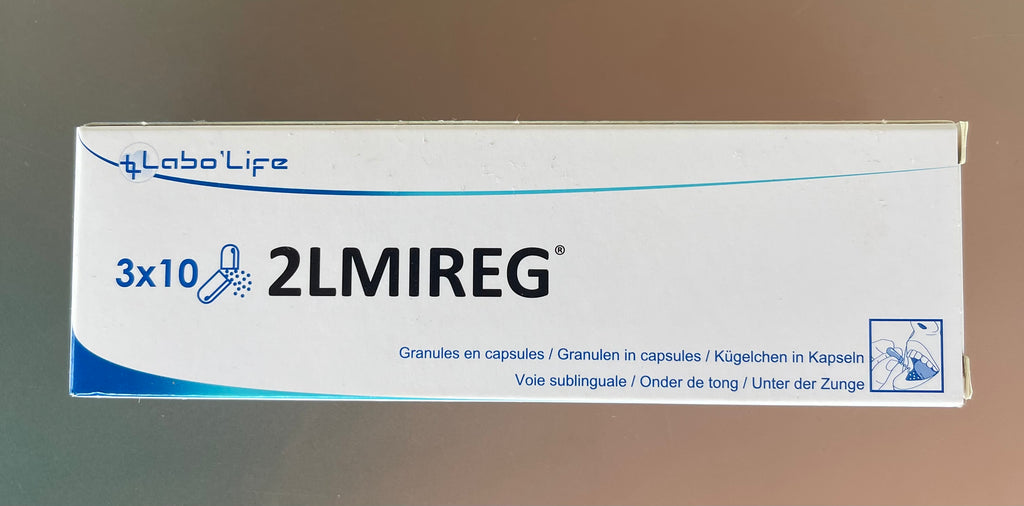 Labo'Life
3x10 2LMIREG®
Granules en capsules / Granulen in capsules / Kügelchen in Kapseln
Voie sublinguale / Onder de tong / Unter der Zunge